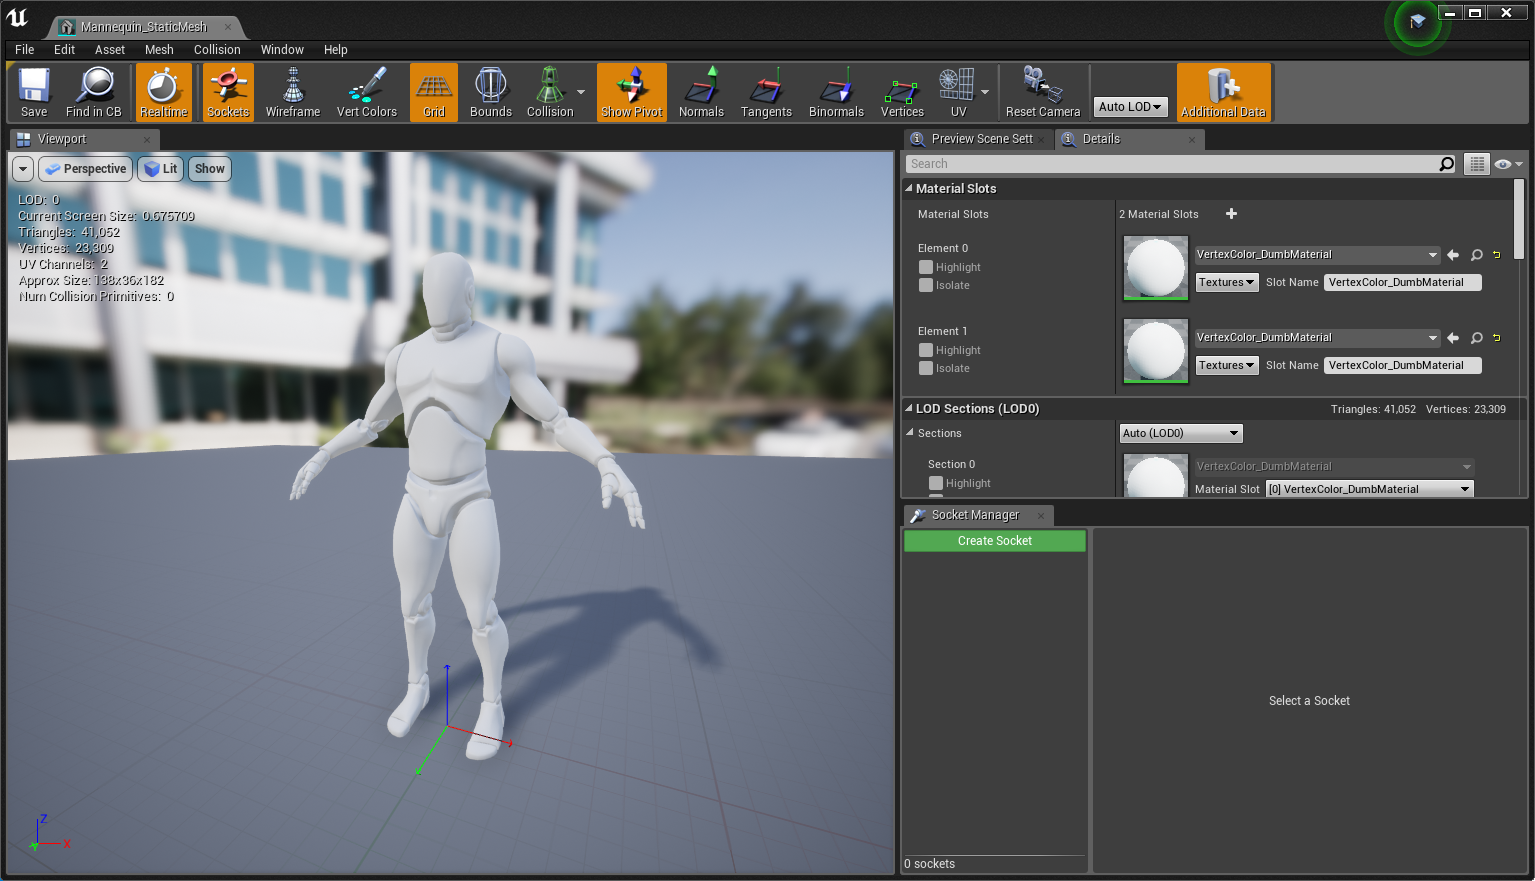 Mannequin_StaticMesh
File Edit Asset Mesh Collision Window Help
Save Find in CB Realtime Sockets Wireframe Vert Colors Grid Bounds Collision Show Pivot Normals Tangents Binormals Vertices UV Reset Camera Auto LOD Additional Data
Viewport
Perspective Lit Show
LOD: 0
Current Screen Size: 0.675709
Triangles: 41,052
Vertices: 23,309
UV Channels: 2
Approx Size: 138x36x182
Num Collision Primitives: 0
Z
X
Y
Preview Scene Sett Details
Search
Material Slots
Material Slots 2 Material Slots
Element 0
Highlight
Isolate
VertexColor_DumbMaterial
Textures Slot Name VertexColor_DumbMaterial
Element 1
Highlight
Isolate
VertexColor_DumbMaterial
Textures Slot Name VertexColor_DumbMaterial
LOD Sections (LOD0) Triangles: 41,052 Vertices: 23,309
Sections Auto (LOD0)
Section 0
Highlight
VertexColor_DumbMaterial
Material Slot [0] VertexColor_DumbMaterial
Socket Manager
Create Socket
Select a Socket
0 sockets